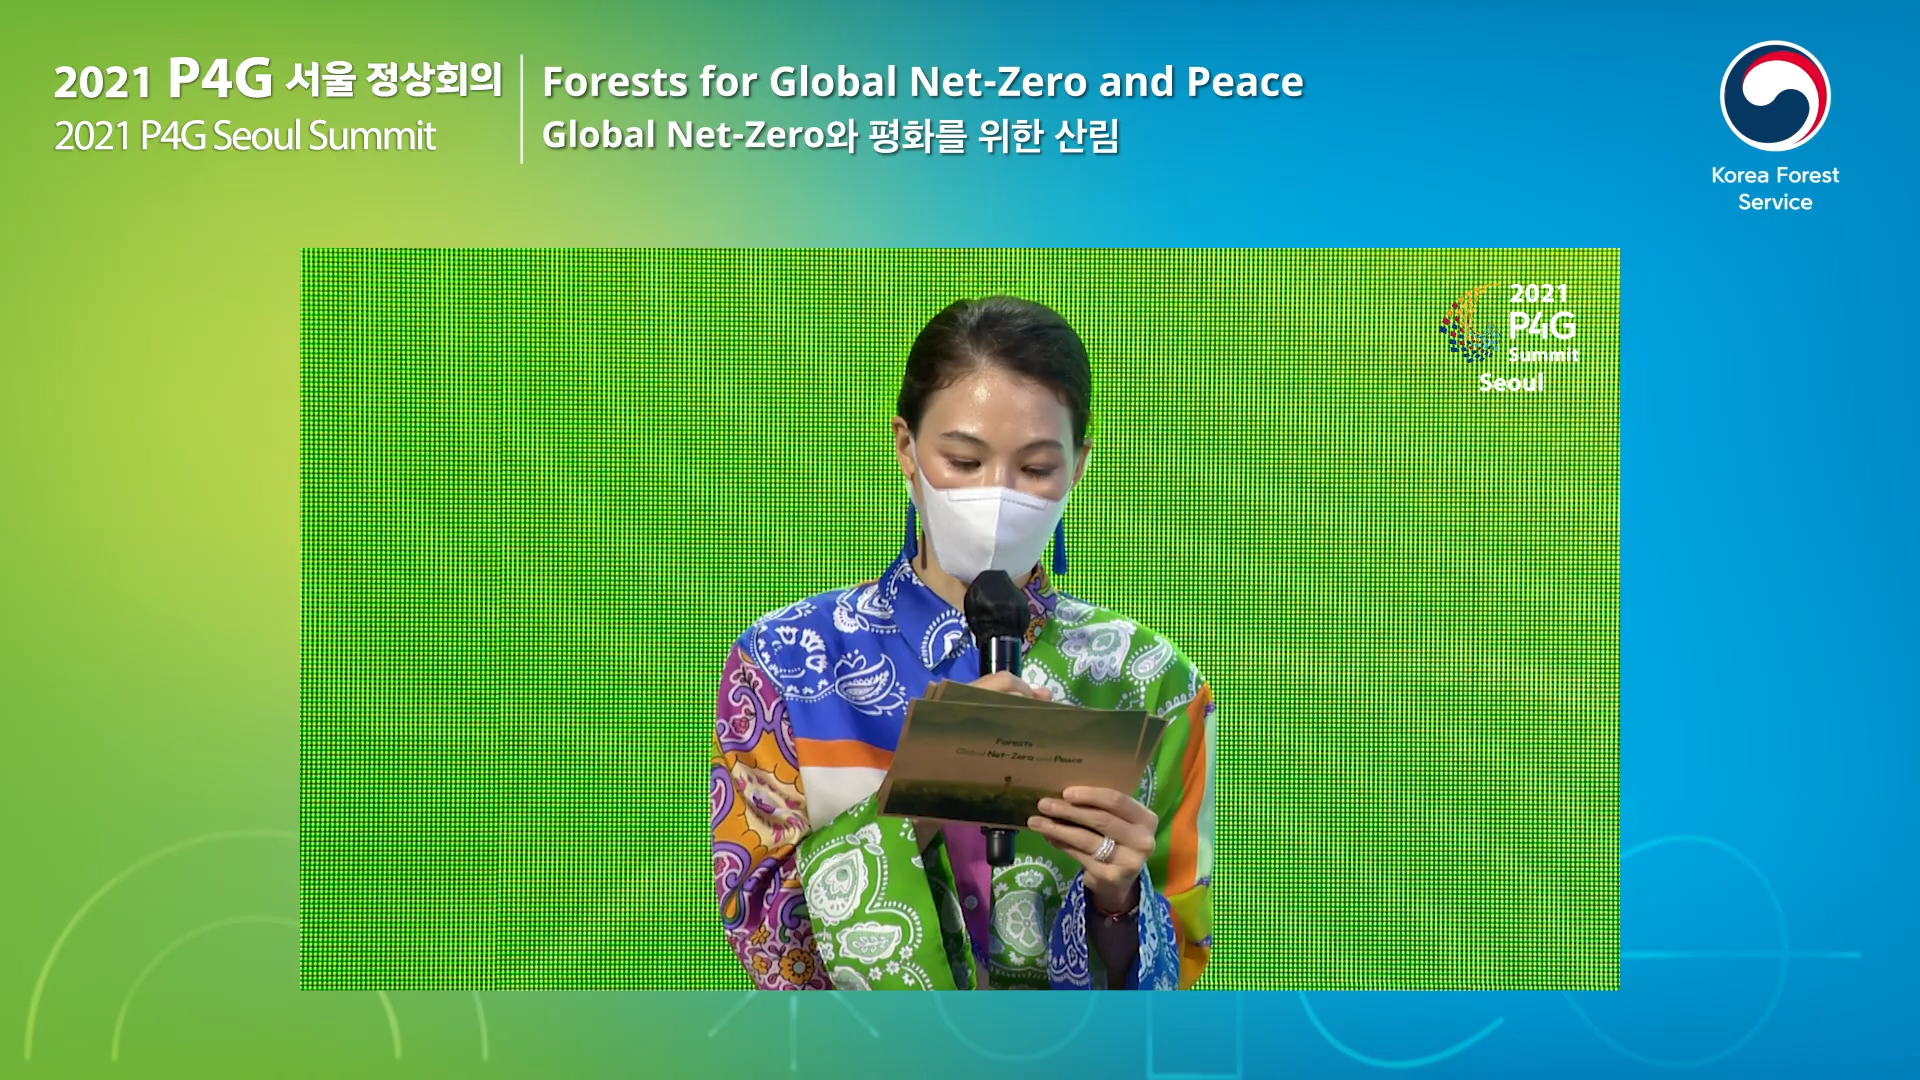 2021 P4G 서울 정상회의
2021 P4G Seoul Summit
Forests for Global Net-Zero and Peace
Global Net-Zero와 평화를 위한 산림
Korea Forest
Service
2021
P4G
Summit
Seoul
Forests
Global Net-Zero and Peace